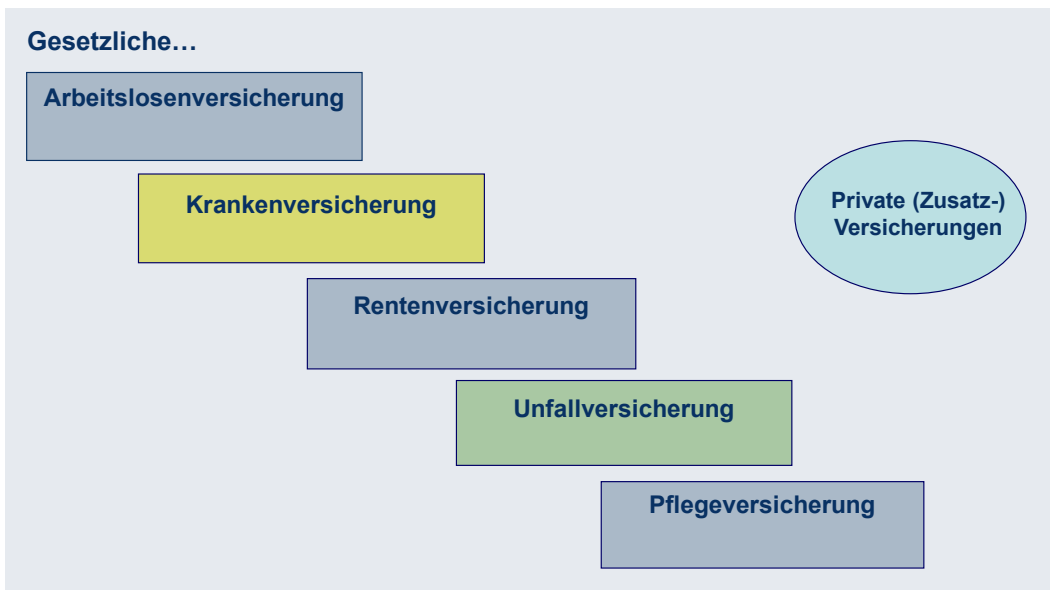 Gesetzliche…
Arbeitslosenversicherung
Krankenversicherung
Private (Zusatz-)
Versicherungen
Rentenversicherung
Unfallversicherung
Pflegeversicherung